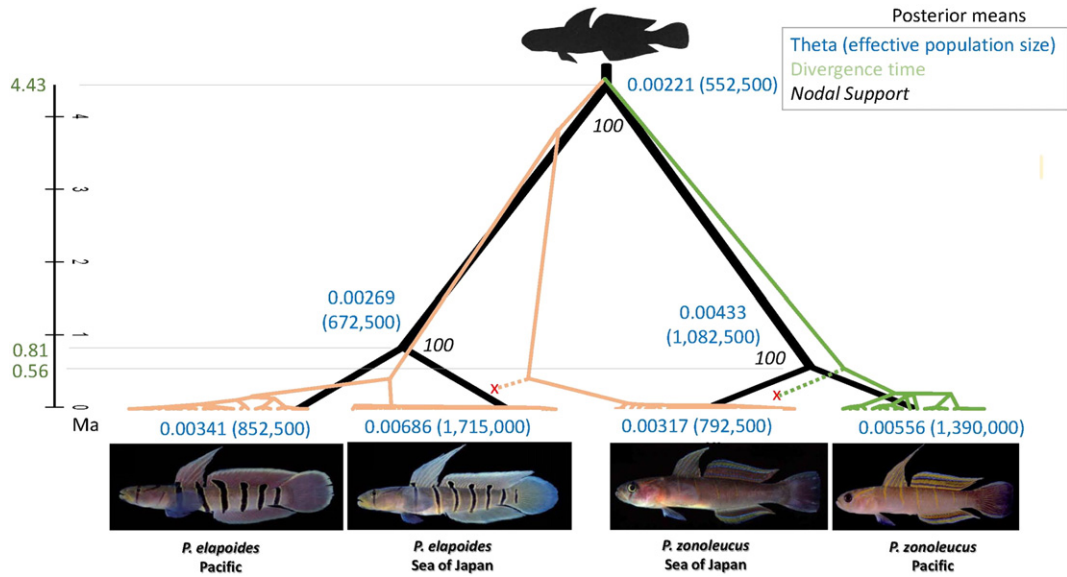 Posterior means
Theta (effective population size)
Divergence time
Nodal Support
4.43
0.00221 (552,500)
100
4
3
2
1
0
0.00269
(672,500)
100
0.00433
(1,082,500)
100
0.81
0.56
x
x
Ma
0.00341 (852,500)
0.00686 (1,715,000)
0.00317 (792,500)
0.00556 (1,390,000)
P. elapoides
Pacific
P. elapoides
Sea of Japan
P. zonoleucus
Sea of Japan
P. zonoleucus
Pacific